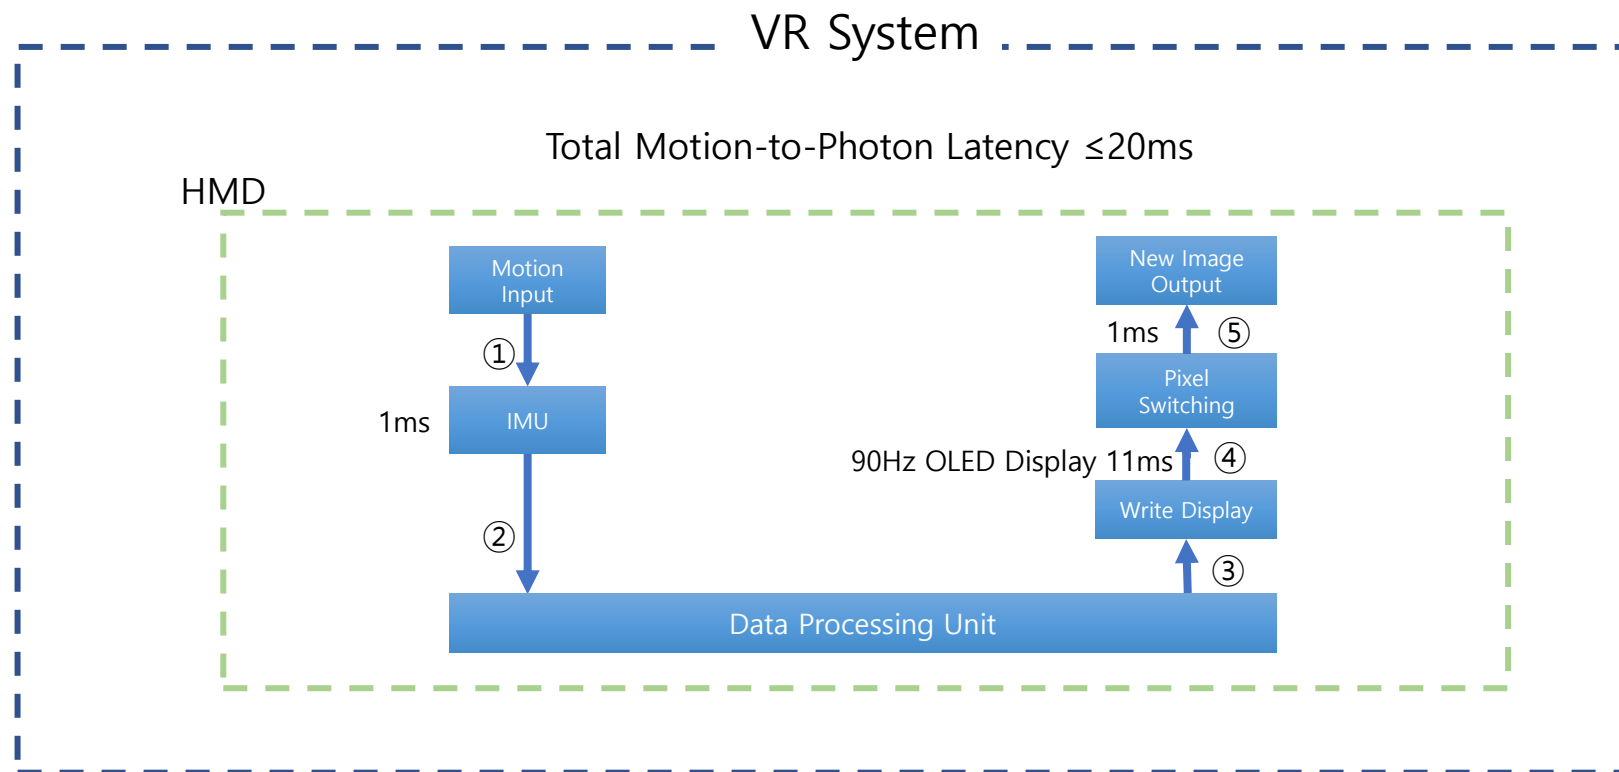 VR System
Total Motion-to-Photon Latency ≤20ms
HMD
Motion
Input
①
1ms
IMU
②
Data Processing Unit
③
Write Display
90Hz OLED Display 11ms
④
Pixel
Switching
1ms
⑤
New Image
Output